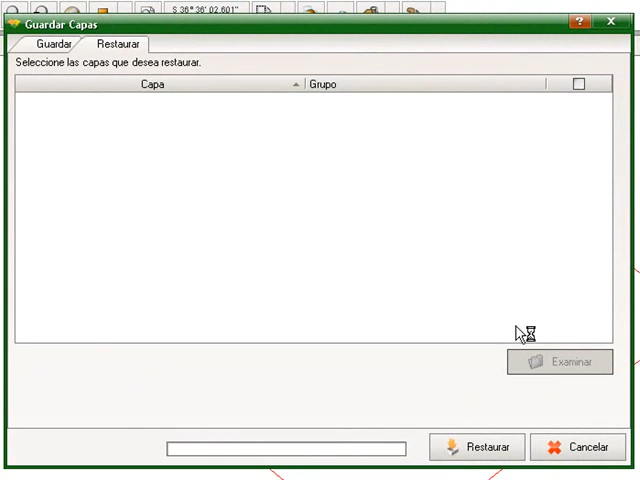 S 36° 36' 02.601"
Guardar Capas
Guardar Restaurar
Seleccione las capas que desea restaurar.
Capa Grupo
Examinar
Restaurar Cancelar